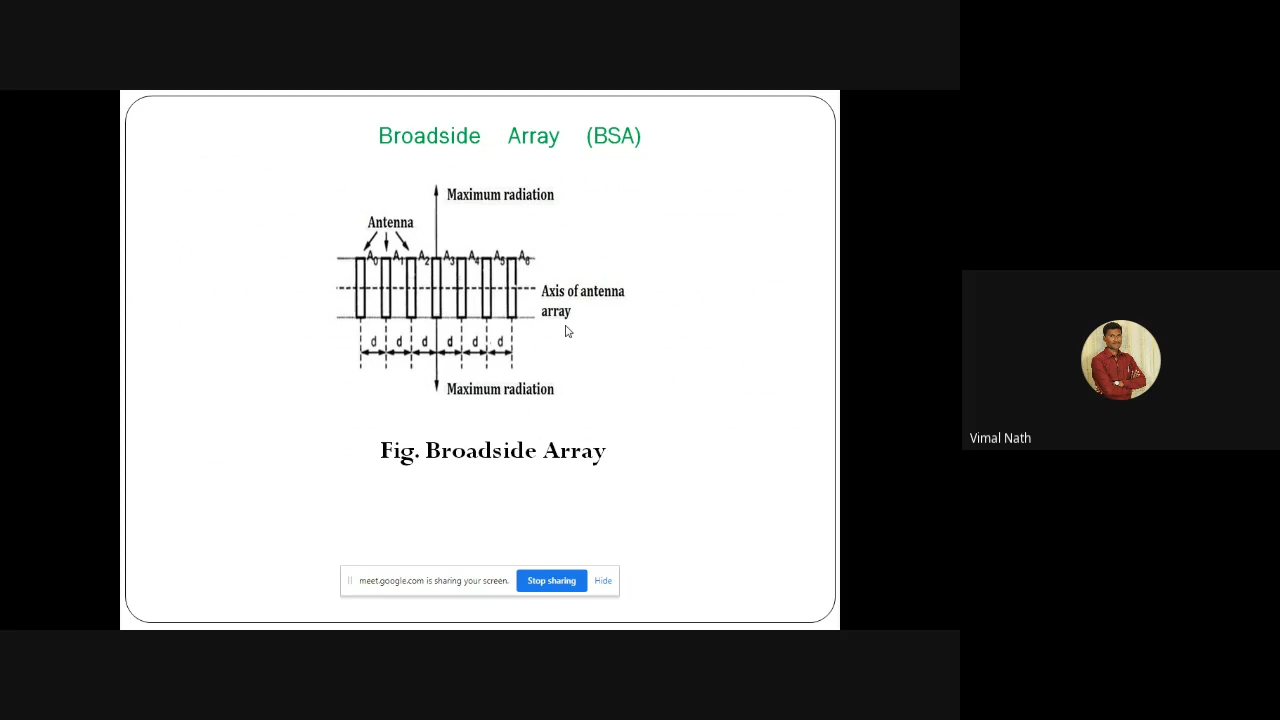 Broadside Array (BSA)
Maximum radiation
Antenna
A0 A1 A2 A3 A4 A5 A6
Axis of antenna
array
d d d d d d
Maximum radiation
Fig. Broadside Array
meet.google.com is sharing your screen. Stop sharing Hide
Vimal Nath